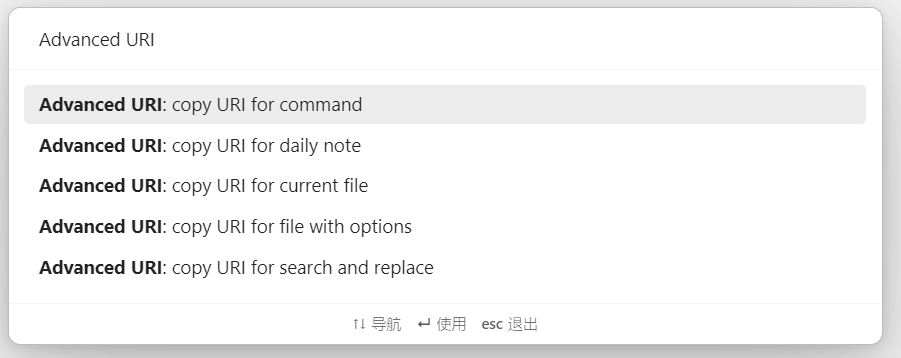 Advanced URI
Advanced URI: copy URI for command
Advanced URI: copy URI for daily note
Advanced URI: copy URI for current file
Advanced URI: copy URI for file with options
Advanced URI: copy URI for search and replace
↑↓ 导航 ↵ 使用 esc 退出